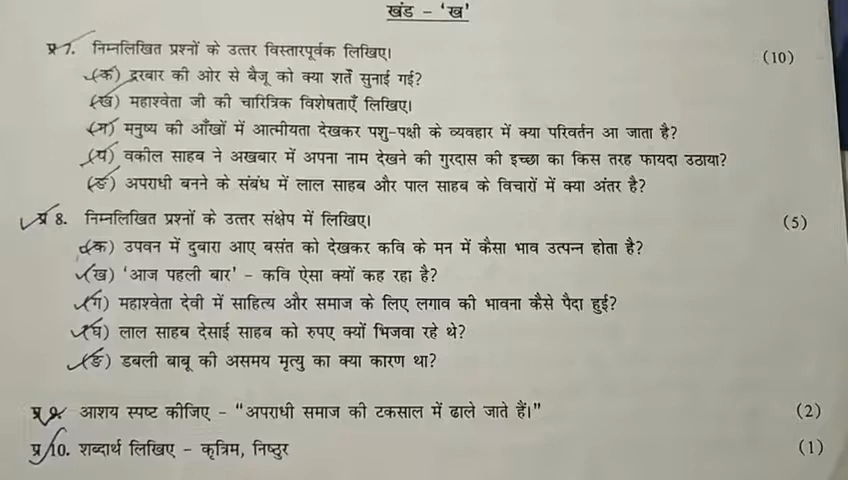 खंड - 'ख'
प्र 7. निम्नलिखित प्रश्नों के उत्तर विस्तारपूर्वक लिखिए। (10)
(क) दरबार की ओर से बैजू को क्या शर्तें सुनाई गई?
(ख) महाश्वेता जी की चारित्रिक विशेषताएँ लिखिए।
(ग) मनुष्य की आँखों में आत्मीयता देखकर पशु-पक्षी के व्यवहार में क्या परिवर्तन आ जाता है?
(घ) वकील साहब ने अखबार में अपना नाम देखने की गुरदास की इच्छा का किस तरह फायदा उठाया?
(ङ) अपराधी बनने के संबंध में लाल साहब और पाल साहब के विचारों में क्या अंतर है?
प्र 8. निम्नलिखित प्रश्नों के उत्तर संक्षेप में लिखिए। (5)
(क) उपवन में दुबारा आए बसंत को देखकर कवि के मन में कैसा भाव उत्पन्न होता है?
(ख) 'आज पहली बार' - कवि ऐसा क्यों कह रहा है?
(ग) महाश्वेता देवी में साहित्य और समाज के लिए लगाव की भावना कैसे पैदा हुई?
(घ) लाल साहब देसाई साहब को रुपए क्यों भिजवा रहे थे?
(ङ) डबली बाबू की असमय मृत्यु का क्या कारण था?
प्र 9. आशय स्पष्ट कीजिए - "अपराधी समाज की टकसाल में ढाले जाते हैं।" (2)
प्र 10. शब्दार्थ लिखिए - कृत्रिम, निष्ठुर (1)